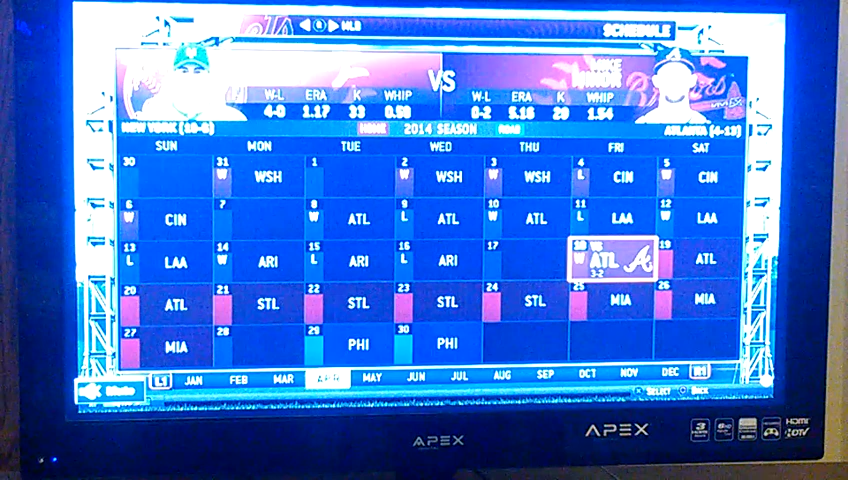 MLB SCHEDULE
VS
W-L ERA K WHIP W-L ERA K WHIP
4-0 1.17 33 0.58 0-2 5.16 29 1.54
NEW YORK HOME 2014 SEASON ROAD ATLANTA (4-13)
SUN MON TUE WED THU FRI SAT
30 31 W WSH 1 2 W WSH 3 W WSH 4 L CIN 5 W CIN
6 W CIN 7 8 W ATL 9 L ATL 10 W ATL 11 L LAA 12 W LAA
13 L LAA 14 W ARI 15 L ARI 16 L ARI 17 18 W VS ATL 3-2 19 ATL
20 ATL 21 STL 22 STL 23 STL 24 STL 25 MIA 26 MIA
27 MIA 28 29 PHI 30 PHI
L1 JAN FEB MAR APR MAY JUN JUL AUG SEP OCT NOV DEC R1
Mute SELECT BACK
APEX
APEX
3
HDMI
HDTV